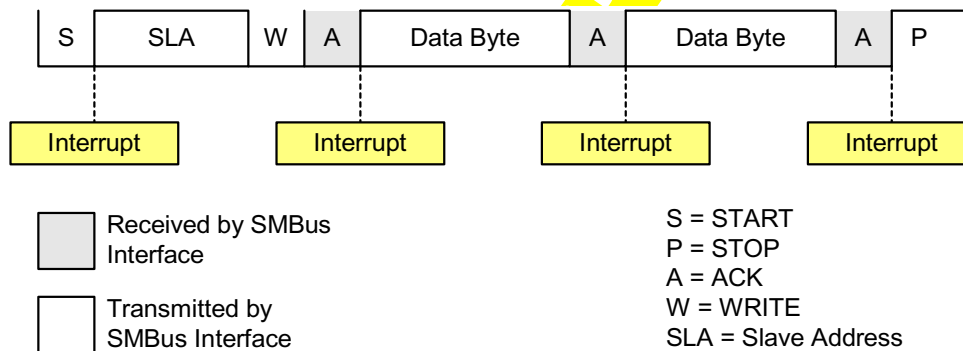 S SLA W A Data Byte A Data Byte A P
Interrupt Interrupt Interrupt Interrupt
Received by SMBus
Interface
Transmitted by
SMBus Interface
S = START
P = STOP
A = ACK
W = WRITE
SLA = Slave Address